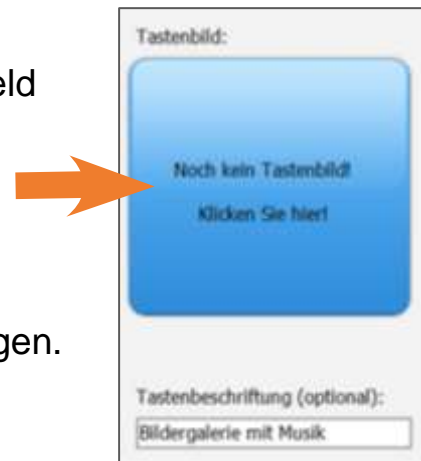 Tastenbild:
eld
Noch kein Tastenbild!
Klicken Sie hier!
gen.
Tastenbeschriftung (optional):
Bildergalerie mit Musik